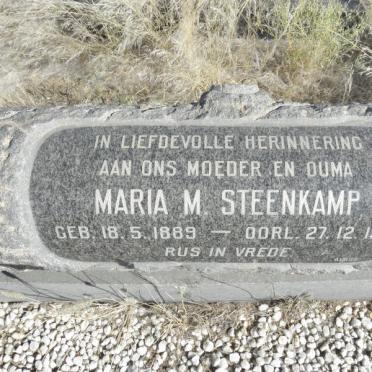 IN LIEFDEVOLLE HERINNERING
AAN ONS MOEDER EN OUMA
MARIA M. STEENKAMP
GEB. 18.5.1889 — OORL. 27.12.
RUS IN VREDE